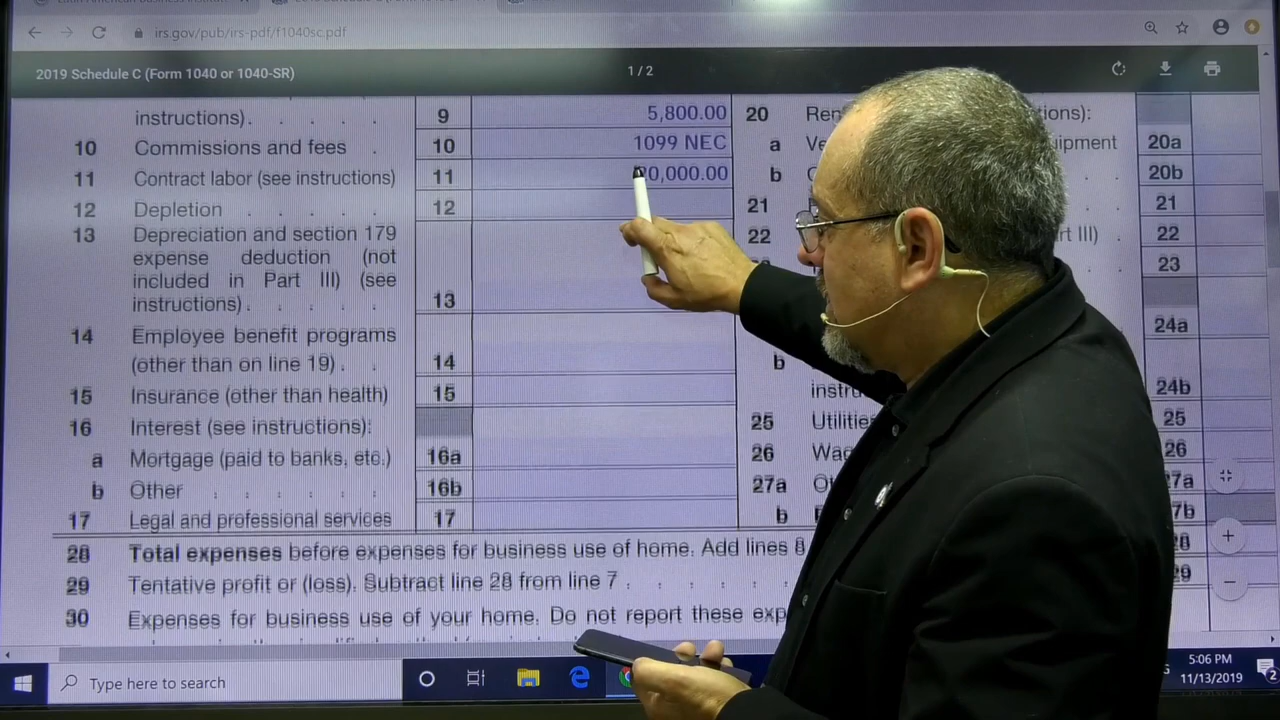 irs.gov/pub/irs-pdf/f1040sc.pdf
2019 Schedule C (Form 1040 or 1040-SR)
1 / 2
instructions) . . . . . 9 5,800.00
10 Commissions and fees . 10 1099 NEC
11 Contract labor (see instructions) 11 0,000.00
12 Depletion . . . . . 12
13 Depreciation and section 179
expense deduction (not
included in Part III) (see
instructions) . . . . . 13
14 Employee benefit programs
(other than on line 19) . . 14
15 Insurance (other than health) 15
16 Interest (see instructions):
a Mortgage (paid to banks, etc.) 16a
b Other . . . . . . 16b
17 Legal and professional services 17
20
a ipment 20a
b 20b
21 21
22 rt III) . 22
23
24a
b
24b
25 25
26 26
27a 7a
b 7b
28 Total expenses before expenses for business use of home. Add lines 8
29 Tentative profit or (loss). Subtract line 28 from line 7 . . . . . 29
30 Expenses for business use of your home. Do not report these
Type here to search
5:06 PM
11/13/2019
2